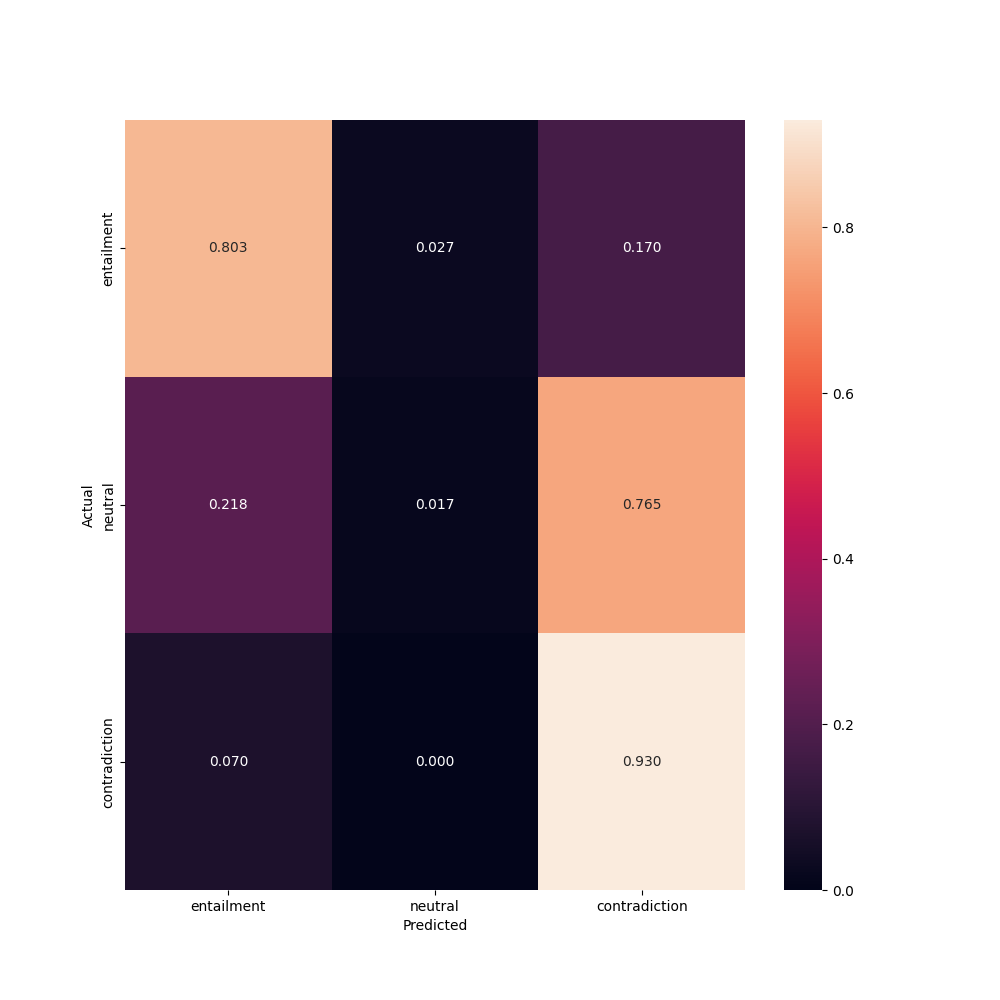 entailment
0.803
0.027
0.170
0.8
0.6
Actual
neutral
0.218
0.017
0.765
0.4
0.2
contradiction
0.070
0.000
0.930
0.0
entailment
neutral
contradiction
Predicted